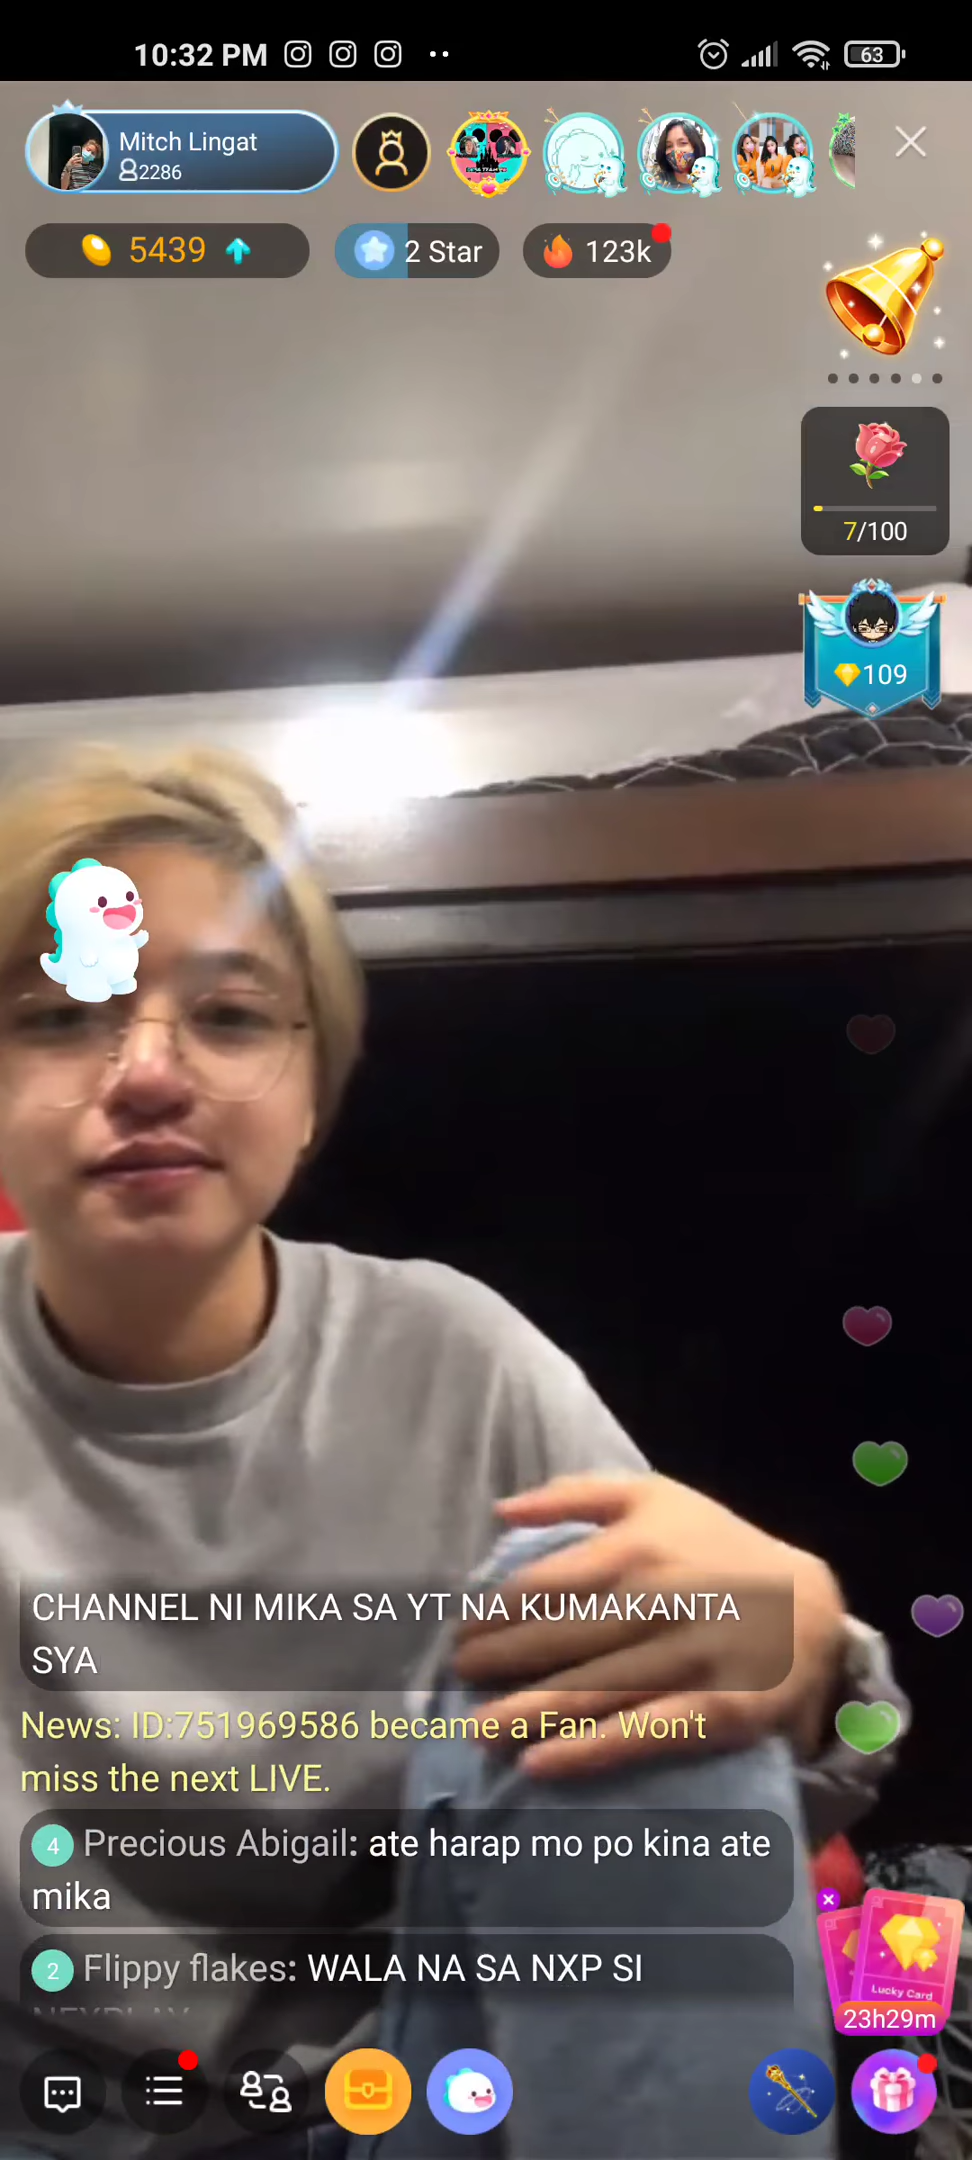 10:32 PM
63
Mitch Lingat
2286
5439
2 Star
123k
7/100
109
CHANNEL NI MIKA SA YT NA KUMAKANTA
SYA
News: ID:751969586 became a Fan. Won't
miss the next LIVE.
4 Precious Abigail: ate harap mo po kina ate
mika
2 Flippy flakes: WALA NA SA NXP SI
NEXPLAY
Lucky Card
23h29m